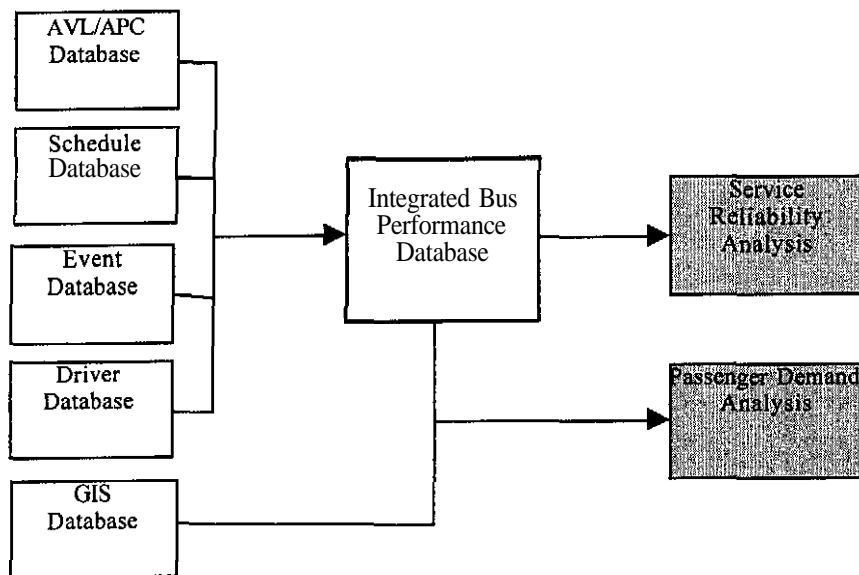 AVL/APC
Database
Schedule
Database
Event
Database
Driver
Database
GIS
Database
Integrated Bus
Performance
Database
Service
Reliability
Analysis
Passenger Demand
Analysis